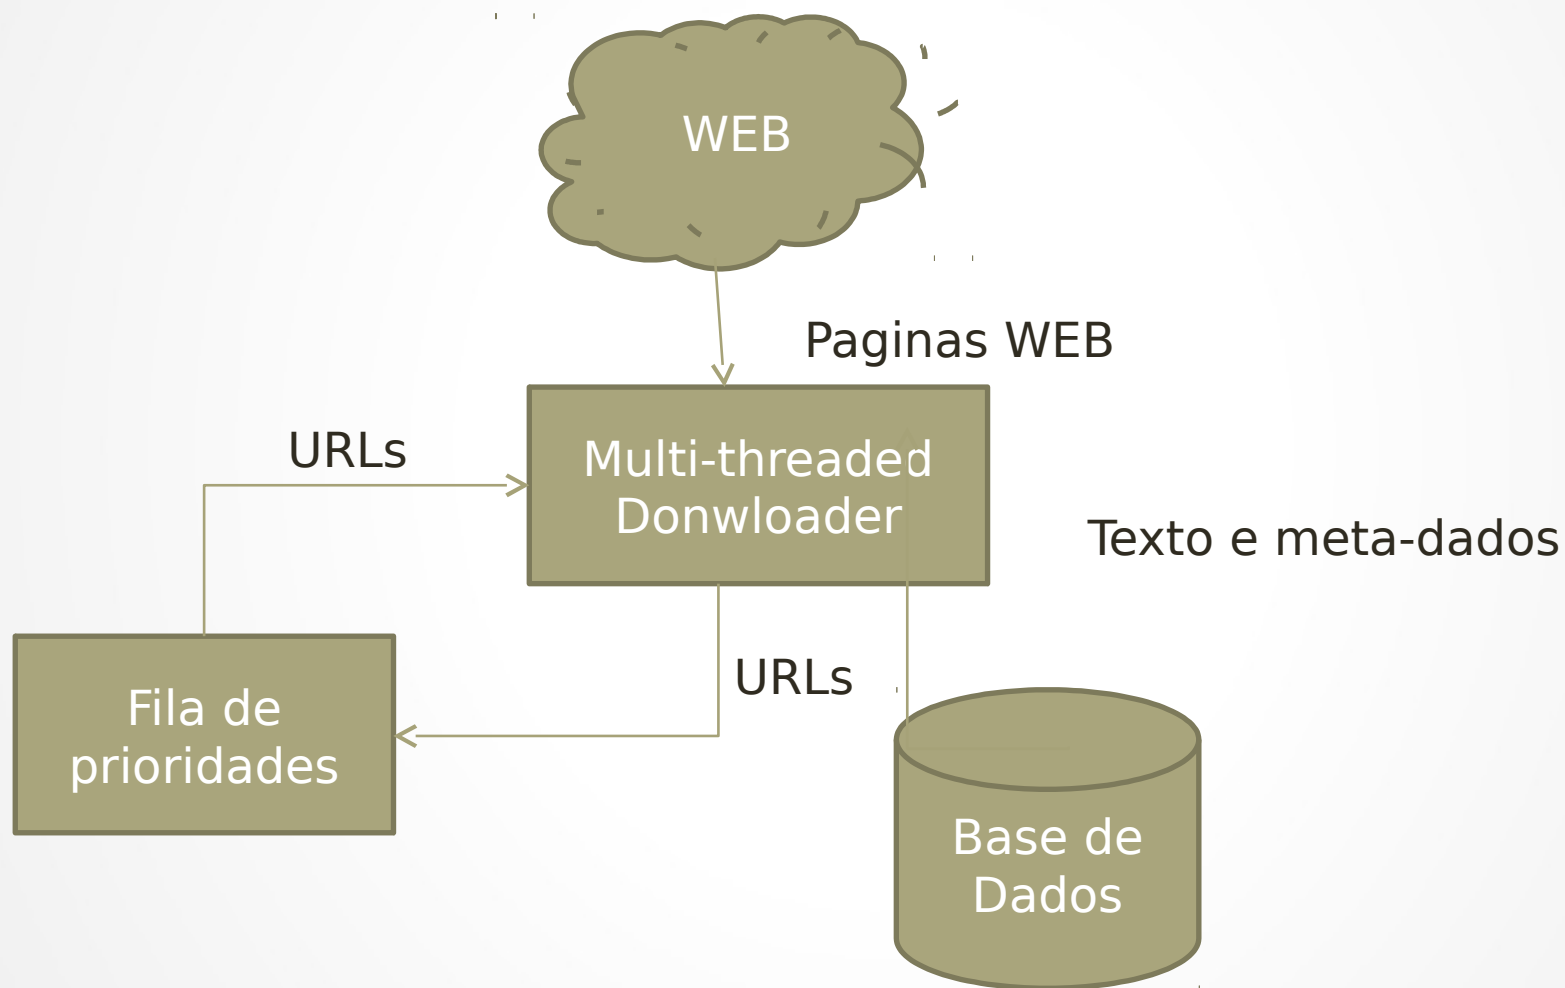 WEB
Paginas WEB
URLs
Multi-threaded
Donwloader
Texto e meta-dados
URLs
Fila de
prioridades
Base de
Dados